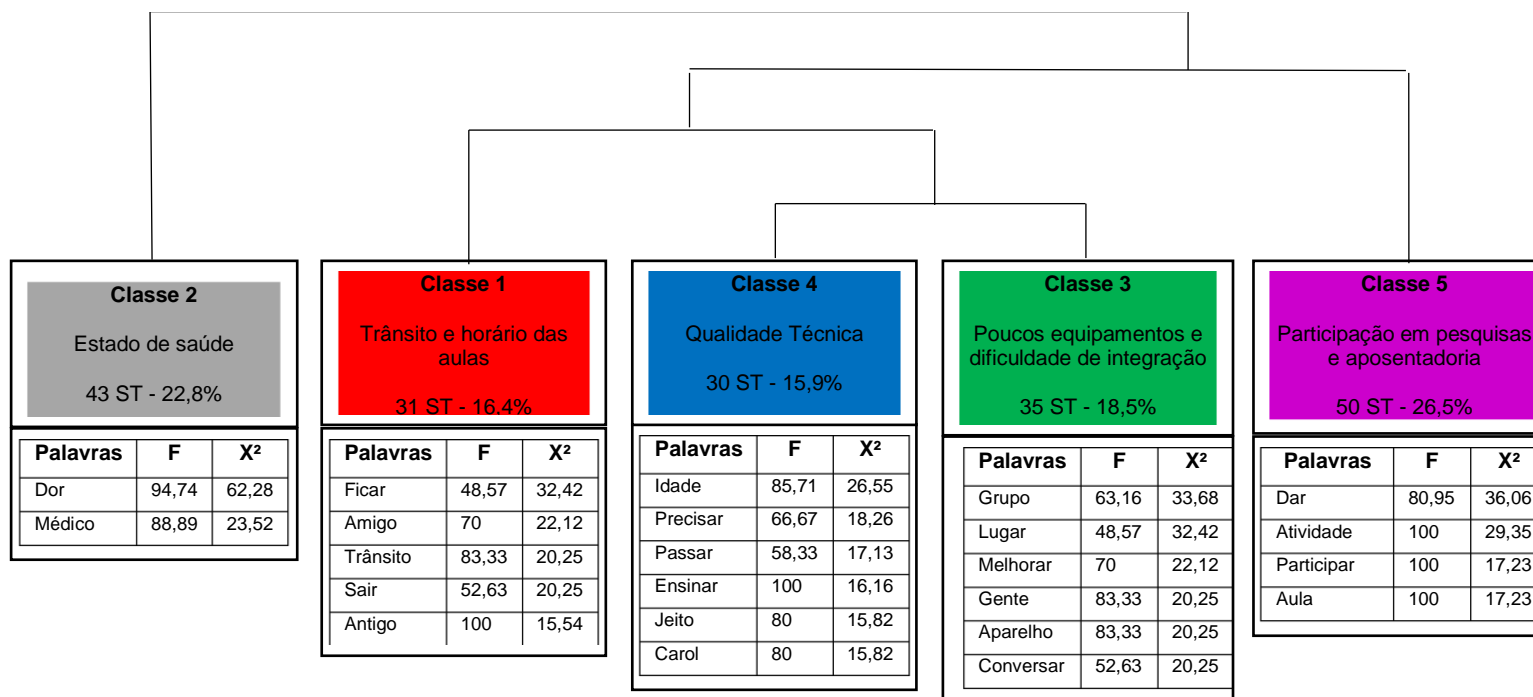 Classe 2
Estado de saúde
43 ST - 22,8%
Palavras F X²
Dor 94,74 62,28
Médico 88,89 23,52
Classe 1
Trânsito e horário das
aulas
31 ST - 16,4%
Palavras F X²
Ficar 48,57 32,42
Amigo 70 22,12
Trânsito 83,33 20,25
Sair 52,63 20,25
Antigo 100 15,54
Classe 4
Qualidade Técnica
30 ST - 15,9%
Palavras F X²
Idade 85,71 26,55
Precisar 66,67 18,26
Passar 58,33 17,13
Ensinar 100 16,16
Jeito 80 15,82
Carol 80 15,82
Classe 3
Poucos equipamentos e
dificuldade de integração
35 ST - 18,5%
Palavras F X²
Grupo 63,16 33,68
Lugar 48,57 32,42
Melhorar 70 22,12
Gente 83,33 20,25
Aparelho 83,33 20,25
Conversar 52,63 20,25
Classe 5
Participação em pesquisas
e aposentadoria
50 ST - 26,5%
Palavras F X²
Dar 80,95 36,06
Atividade 100 29,35
Participar 100 17,23
Aula 100 17,23